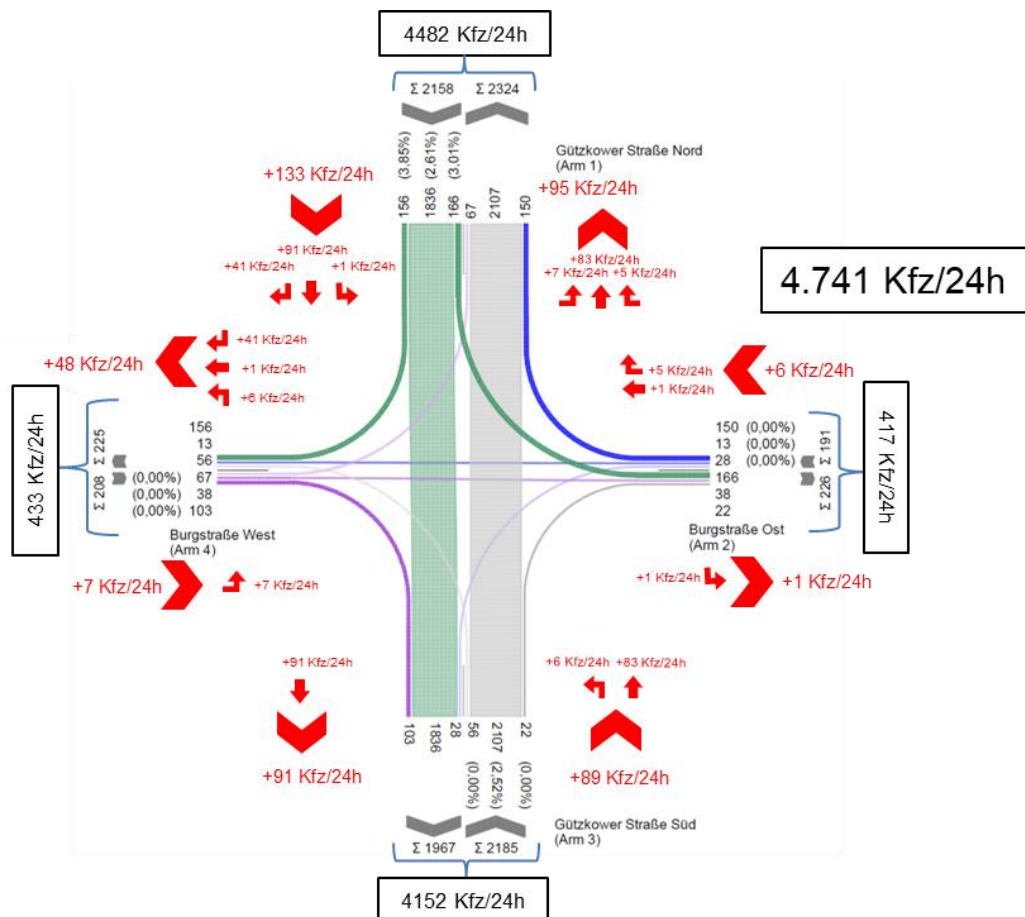 4482 Kfz/24h
Σ 2158
Σ 2324
(3,85%)
(2,61%)
(3,01%)
156
1836
166
67
2107
150
Gützkower Straße Nord
(Arm 1)
+133 Kfz/24h
+91 Kfz/24h
+41 Kfz/24h
+1 Kfz/24h
+95 Kfz/24h
+83 Kfz/24h
+7 Kfz/24h
+5 Kfz/24h
4.741 Kfz/24h
+48 Kfz/24h
+41 Kfz/24h
+1 Kfz/24h
+6 Kfz/24h
+5 Kfz/24h
+1 Kfz/24h
+6 Kfz/24h
433 Kfz/24h
Σ 225
Σ 208
156
13
56
(0,00%) 67
(0,00%) 38
(0,00%) 103
Burgstraße West
(Arm 4)
150 (0,00%)
13 (0,00%)
28 (0,00%)
166
38
22
Σ 191
Σ 226
417 Kfz/24h
Burgstraße Ost
(Arm 2)
+7 Kfz/24h
+7 Kfz/24h
+1 Kfz/24h
+1 Kfz/24h
+91 Kfz/24h
+91 Kfz/24h
+6 Kfz/24h
+83 Kfz/24h
+89 Kfz/24h
103
1836
28
56
2107
22
(0,00%)
(2,52%)
(0,00%)
Gützkower Straße Süd
(Arm 3)
Σ 1967
Σ 2185
4152 Kfz/24h